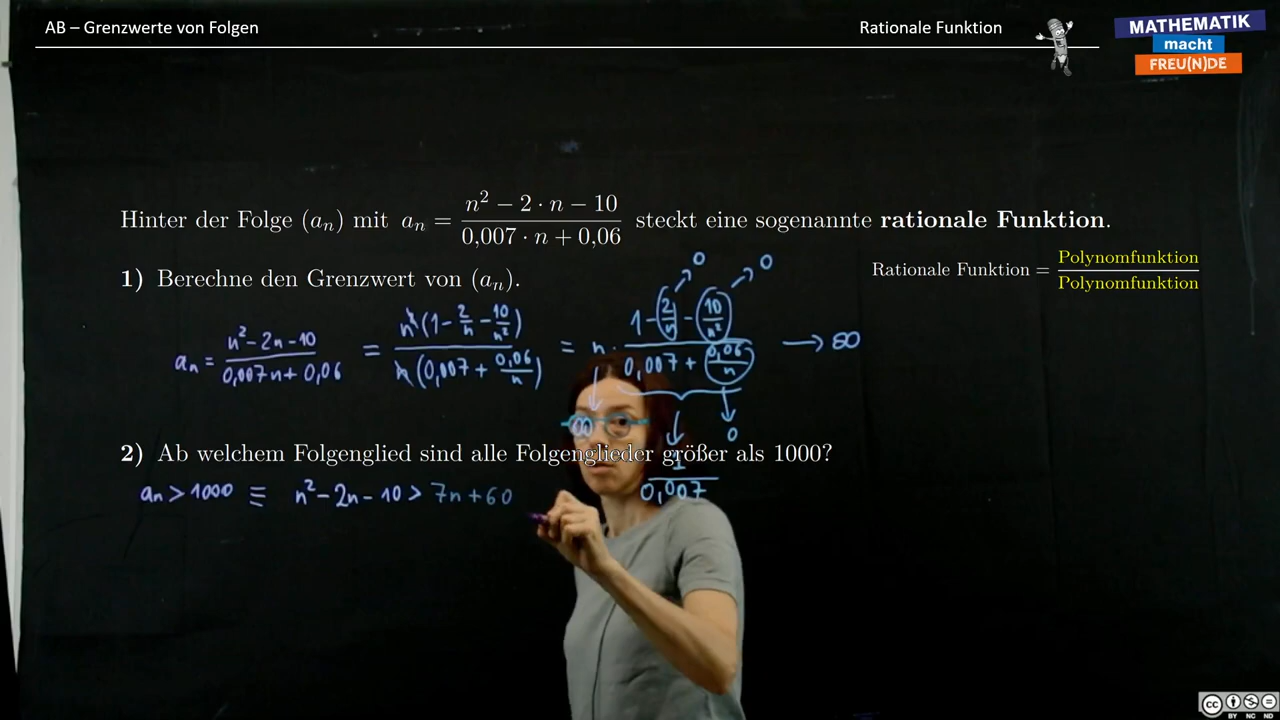 AB – Grenzwerte von Folgen
Rationale Funktion
MATHEMATIK
macht
FREU(N)DE
Hinter der Folge (aₙ) mit aₙ = (n² − 2 · n − 10)/(0,007 · n + 0,06) steckt eine sogenannte rationale Funktion.
Rationale Funktion = Polynomfunktion/Polynomfunktion
1) Berechne den Grenzwert von (aₙ).
aₙ = (n² − 2n − 10)/(0,007n + 0,06) = n²(1 − 2/n − 10/n²)/n(0,007 + 0,06/n) = n · (1 − 2/n − 10/n²)/(0,007 + 0,06/n) → ∞
→ 0
→ 0
↓ ∞
↓ 0
↓ 1/0,007
2) Ab welchem Folgenglied sind alle Folgenglieder größer als 1000?
aₙ > 1000 ≡ n² − 2n − 10 > 7n + 60
cc BY NC ND